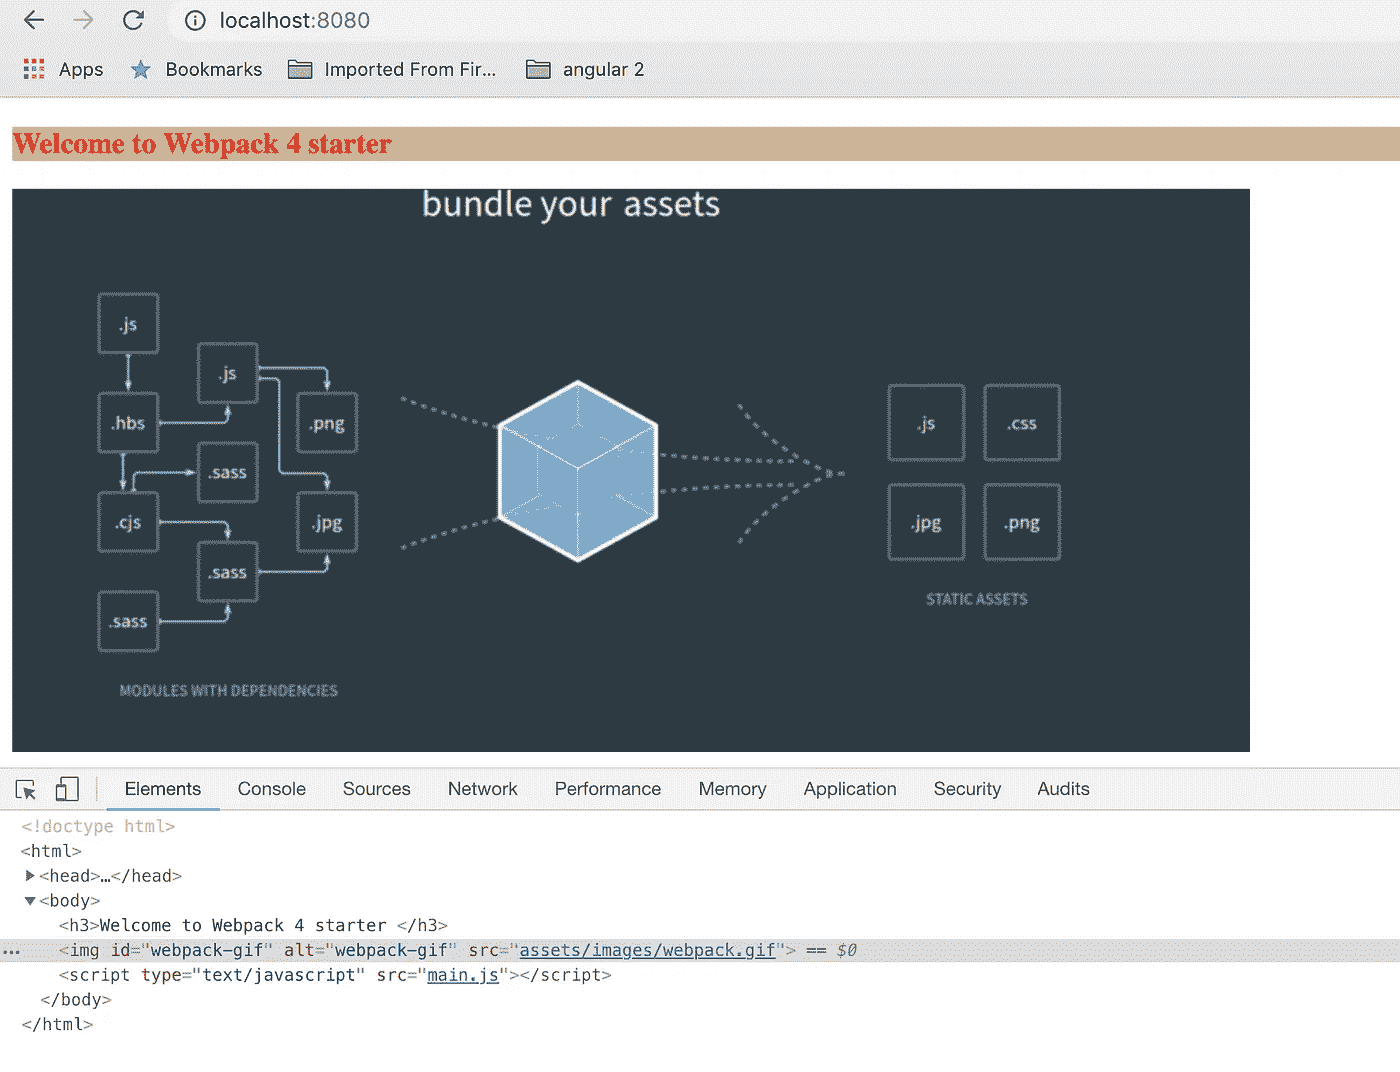 localhost:8080
Apps Bookmarks Imported From Fir... angular 2
Welcome to Webpack 4 starter
bundle your assets
.js
.js
.hbs
.png
.sass
.cjs
.jpg
.sass
.sass
MODULES WITH DEPENDENCIES
.js .css
.jpg .png
STATIC ASSETS
Elements Console Sources Network Performance Memory Application Security Audits
<!doctype html>
<html>
<head>…</head>
<body>
<h3>Welcome to Webpack 4 starter </h3>
<img id="webpack-gif" alt="webpack-gif" src="assets/images/webpack.gif"> == $0
<script type="text/javascript" src="main.js"></script>
</body>
</html>